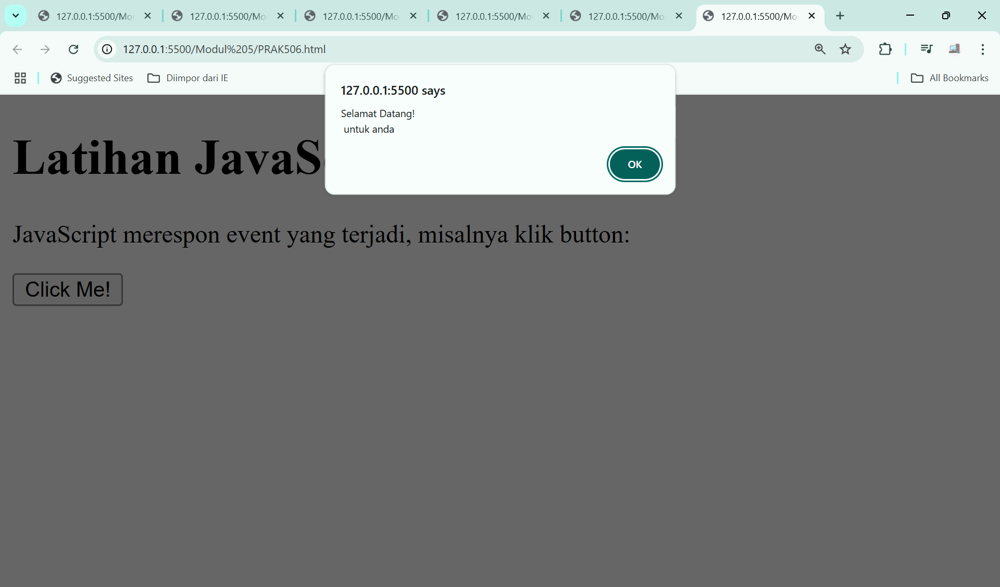 127.0.0.1:5500/Mo
127.0.0.1:5500/Mo
127.0.0.1:5500/Mo
127.0.0.1:5500/Mo
127.0.0.1:5500/Mo
127.0.0.1:5500/Mo
127.0.0.1:5500/Modul%205/PRAK506.html
Suggested Sites
Diimpor dari IE
All Bookmarks
127.0.0.1:5500 says
Selamat Datang!
untuk anda
OK
Latihan JavaS
JavaScript merespon event yang terjadi, misalnya klik button:
Click Me!